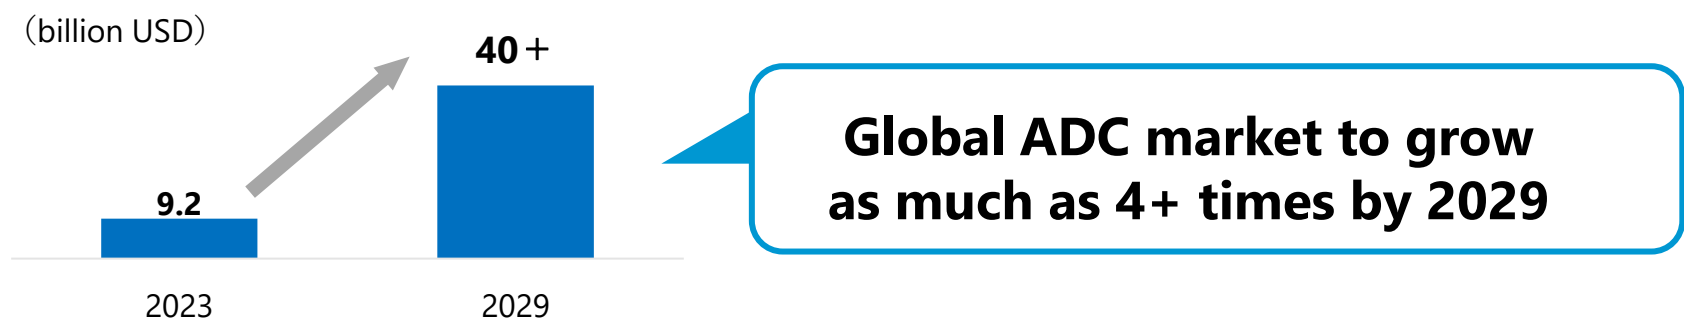 （billion USD）
40＋
9.2
2023
2029
Global ADC market to grow
as much as 4+ times by 2029